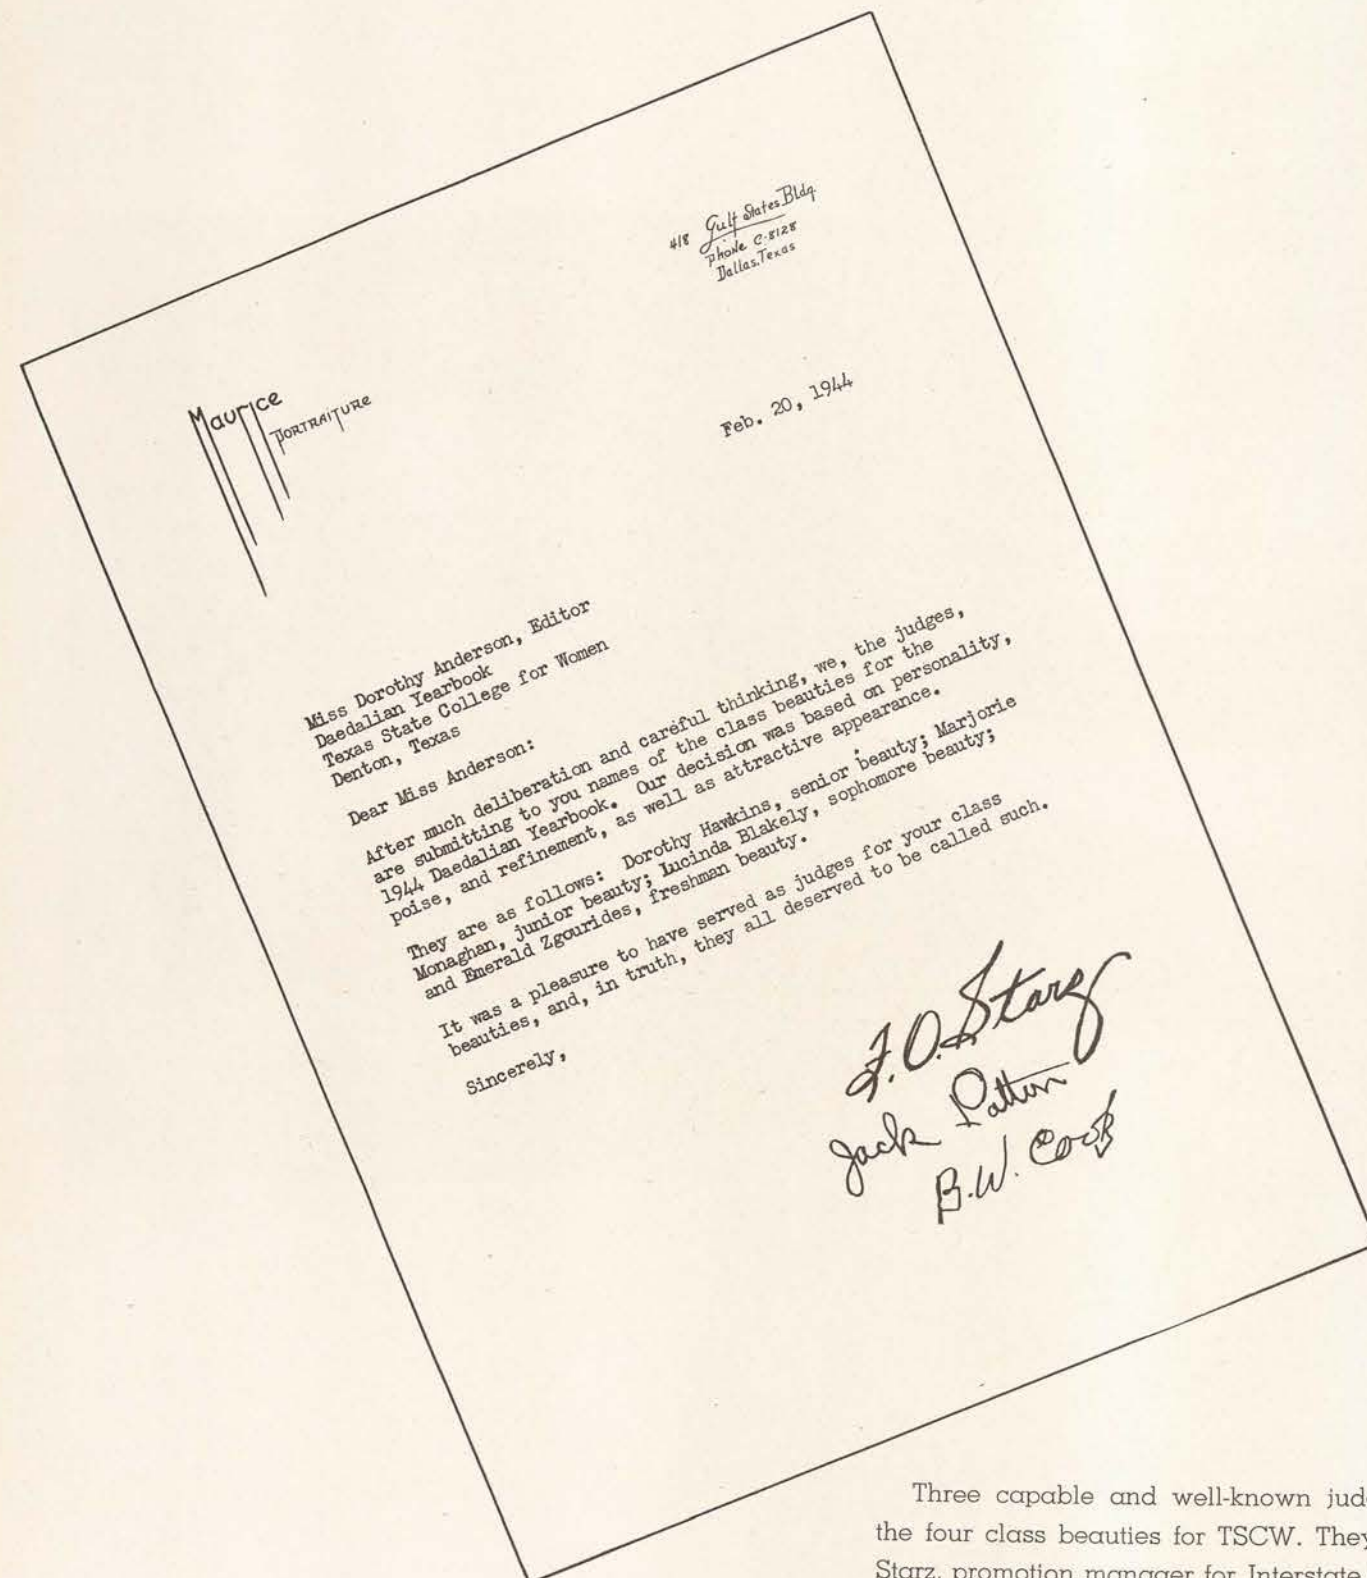 418 Gulf States Bldg.
Phone C-8128
Dallas, Texas
Maurice
PORTRAITURE
Feb. 20, 1944
Miss Dorothy Anderson, Editor
Daedalian Yearbook
Texas State College for Women
Denton, Texas
Dear Miss Anderson:
After much deliberation and careful thinking, we, the judges,
are submitting to you names of the class beauties for the
1944 Daedalian Yearbook. Our decision was based on personality,
poise, and refinement, as well as attractive appearance.
They are as follows: Dorothy Hawkins, senior beauty; Marjorie
Monaghan, junior beauty; Lucinda Blakely, sophomore beauty;
and Emerald Zgourides, freshman beauty.
It was a pleasure to have served as judges for your class
beauties, and, in truth, they all deserved to be called such.
Sincerely,
F.O. Starz
Jack Patton
B.W. Cook
Three capable and well-known jud
the four class beauties for TSCW. They
Starz, promotion manager for Interstate